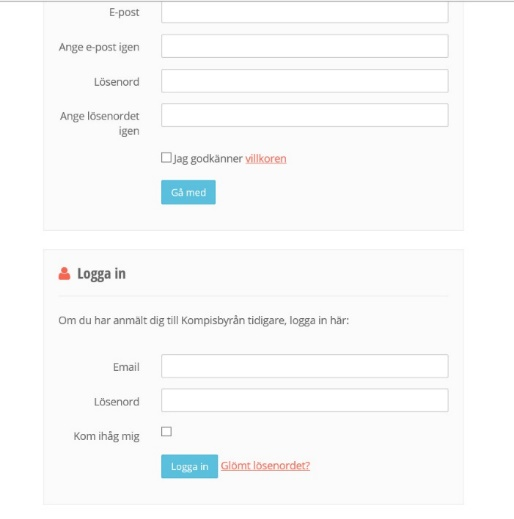 E-post
Ange e-post igen
Lösenord
Ange lösenordet
igen
Jag godkänner villkoren
Gå med
Logga in
Om du har anmält dig till Kompisbyrån tidigare, logga in här:
Email
Lösenord
Kom ihåg mig
Logga in Glömt lösenordet?